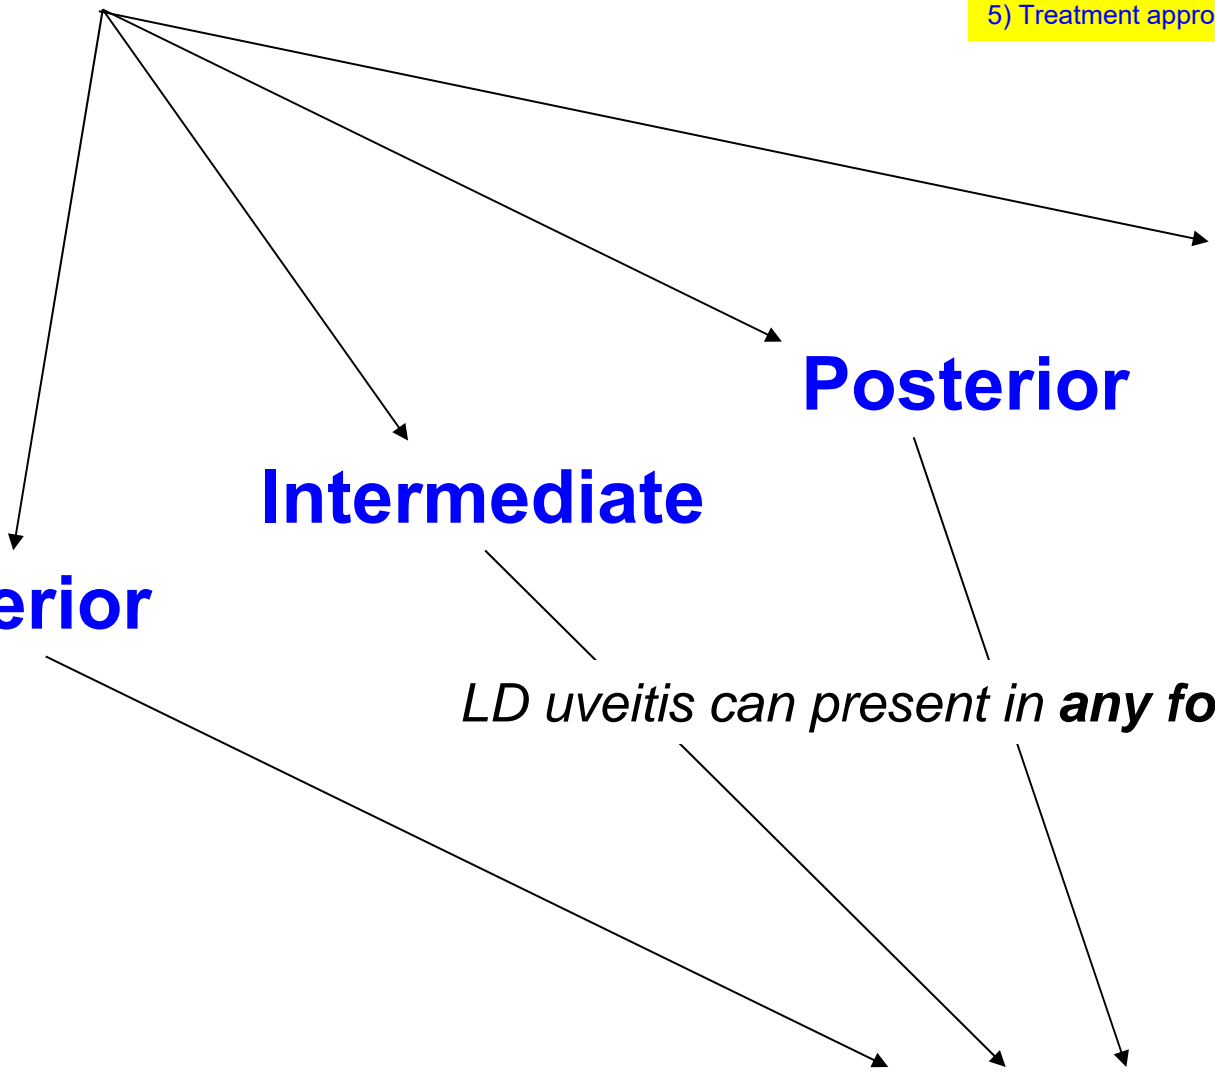 5) Treatment appro
Posterior
Intermediate
erior
LD uveitis can present in any fo